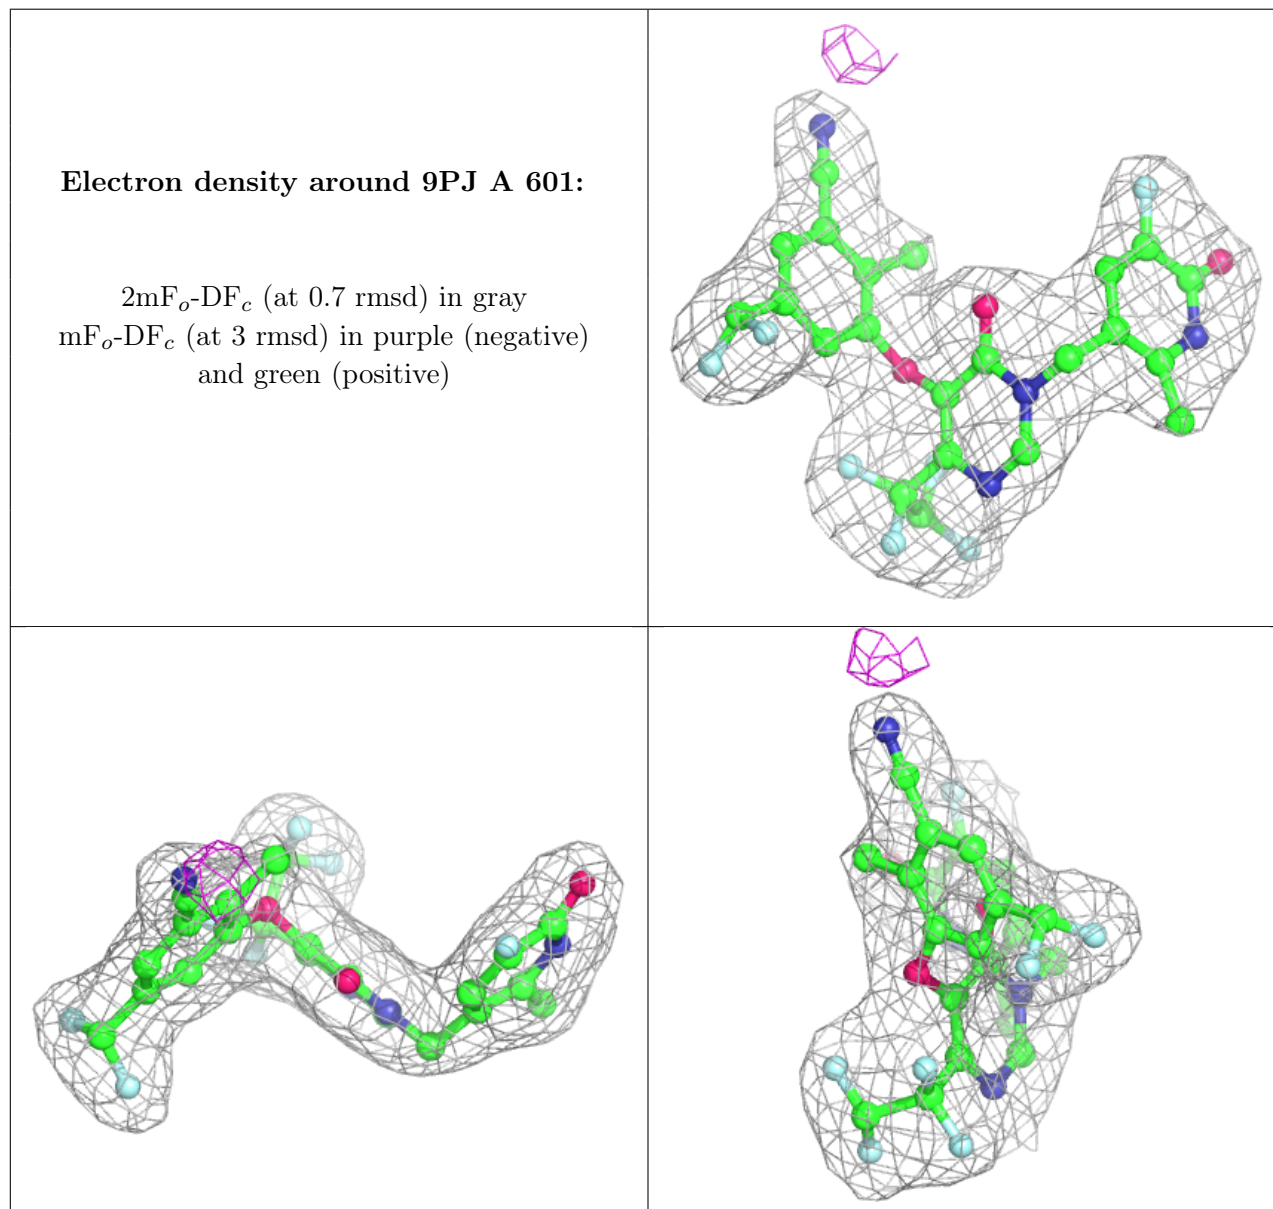 Electron density around 9PJ A 601:
2mFo-DFc (at 0.7 rmsd) in gray
mFo-DFc (at 3 rmsd) in purple (negative)
and green (positive)